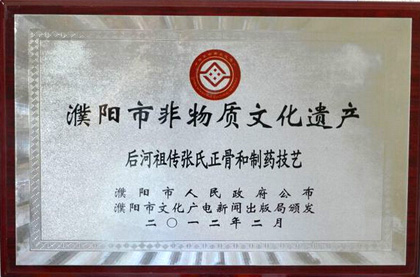 濮阳市非物质文化遗产
后河祖传张氏正骨和制药技艺
濮阳市人民政府公布
濮阳市文化广电新闻出版局颁发
二〇一二年二月